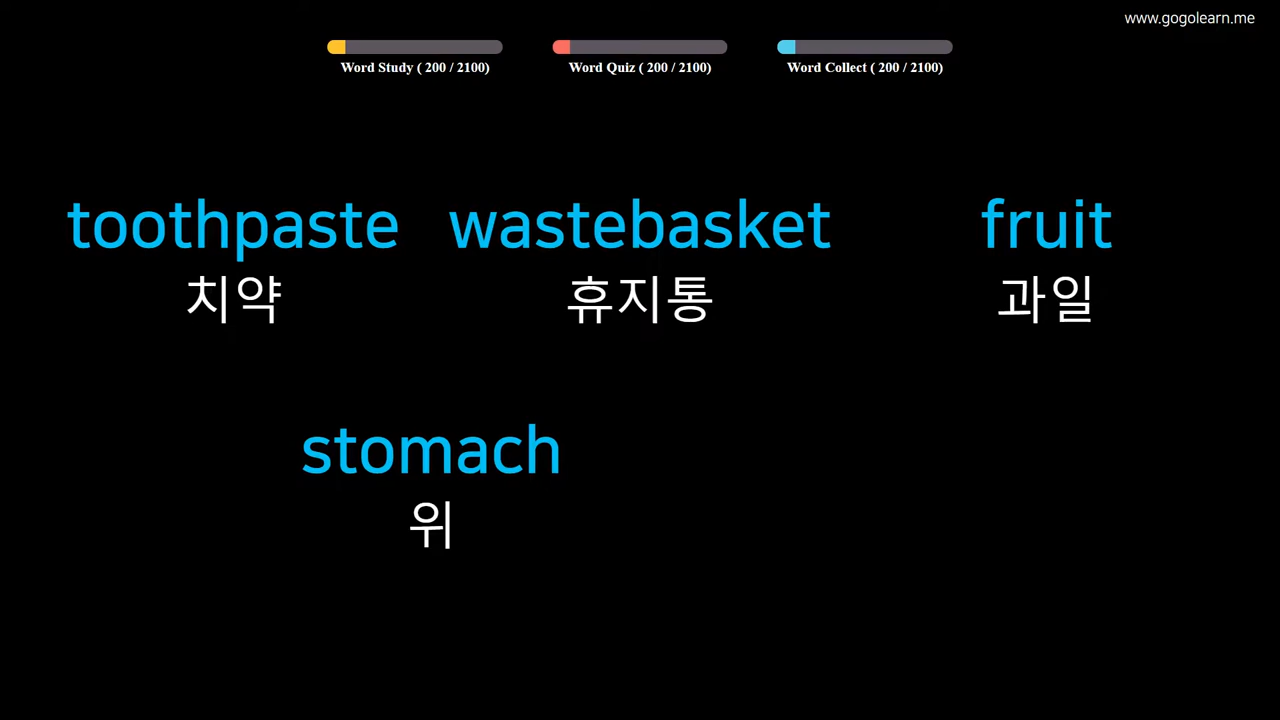 www.gogolearn.me
Word Study ( 200 / 2100) Word Quiz ( 200 / 2100) Word Collect ( 200 / 2100)
toothpaste wastebasket fruit
치약 휴지통 과일
stomach
위